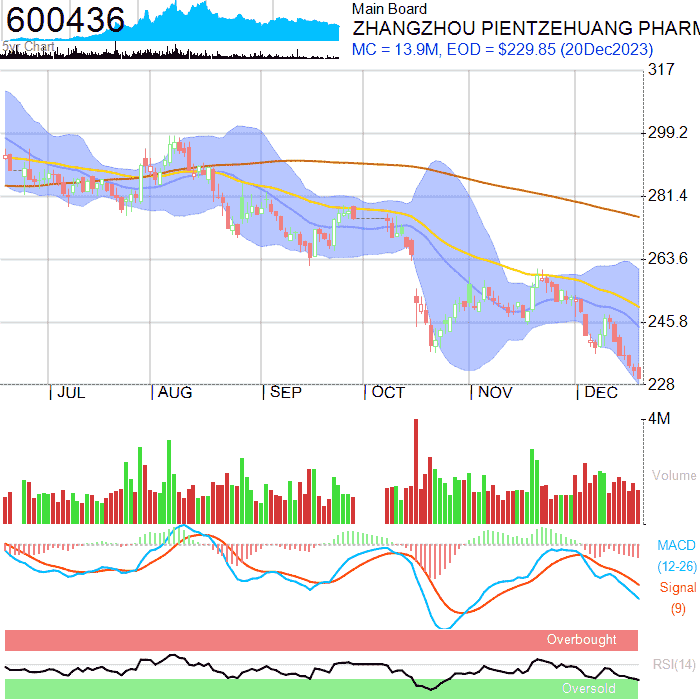 600436
5yr Chart
Main Board
ZHANGZHOU PIENTZEHUANG PHARM
MC = 13.9M, EOD = $229.85 (20Dec2023)
317
299.2
281.4
263.6
245.8
228
JUL AUG SEP OCT NOV DEC
4M
Volume
MACD
(12-26)
Signal
(9)
Overbought
RSI(14)
Oversold